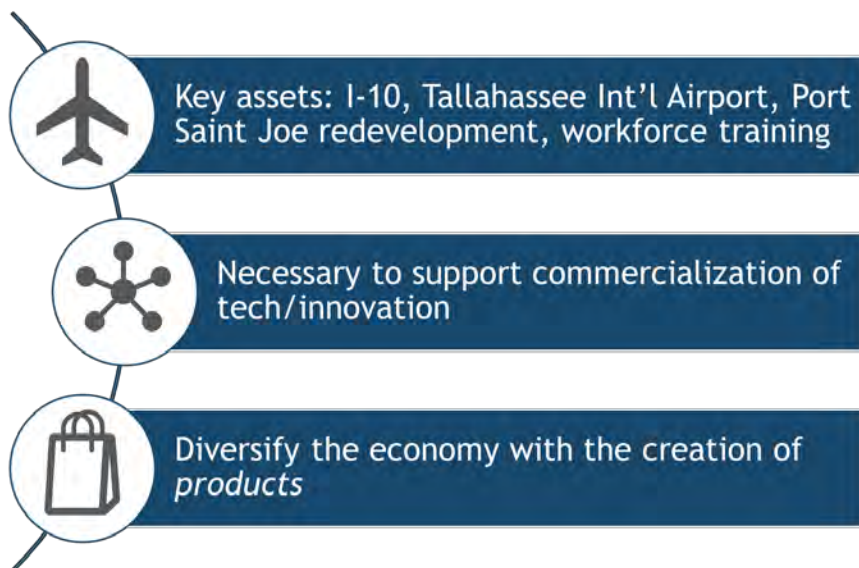 Key assets: I-10, Tallahassee Int'l Airport, Port
Saint Joe redevelopment, workforce training
Necessary to support commercialization of
tech/innovation
Diversify the economy with the creation of
products